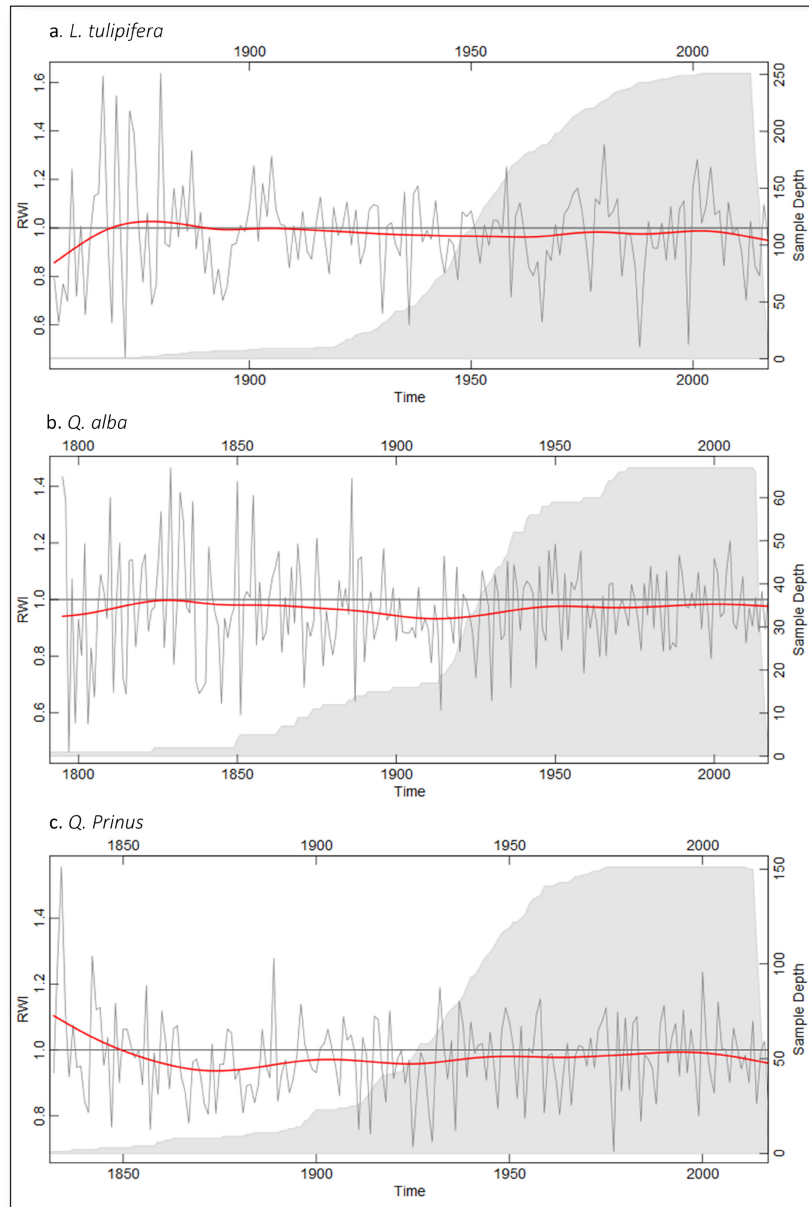 a. L. tulipifera
1900 1950 2000
1.6
1.4
1.2
1.0
0.8
0.6
RWI
250
200
150
100
50
0
Sample Depth
1900 1950 2000
Time
b. Q. alba
1800 1850 1900 1950 2000
1.4
1.2
1.0
0.8
0.6
RWI
60
50
40
30
20
10
0
Sample Depth
1800 1850 1900 1950 2000
Time
c. Q. Prinus
1850 1900 1950 2000
1.4
1.2
1.0
0.8
RWI
150
100
50
0
Sample Depth
1850 1900 1950 2000
Time